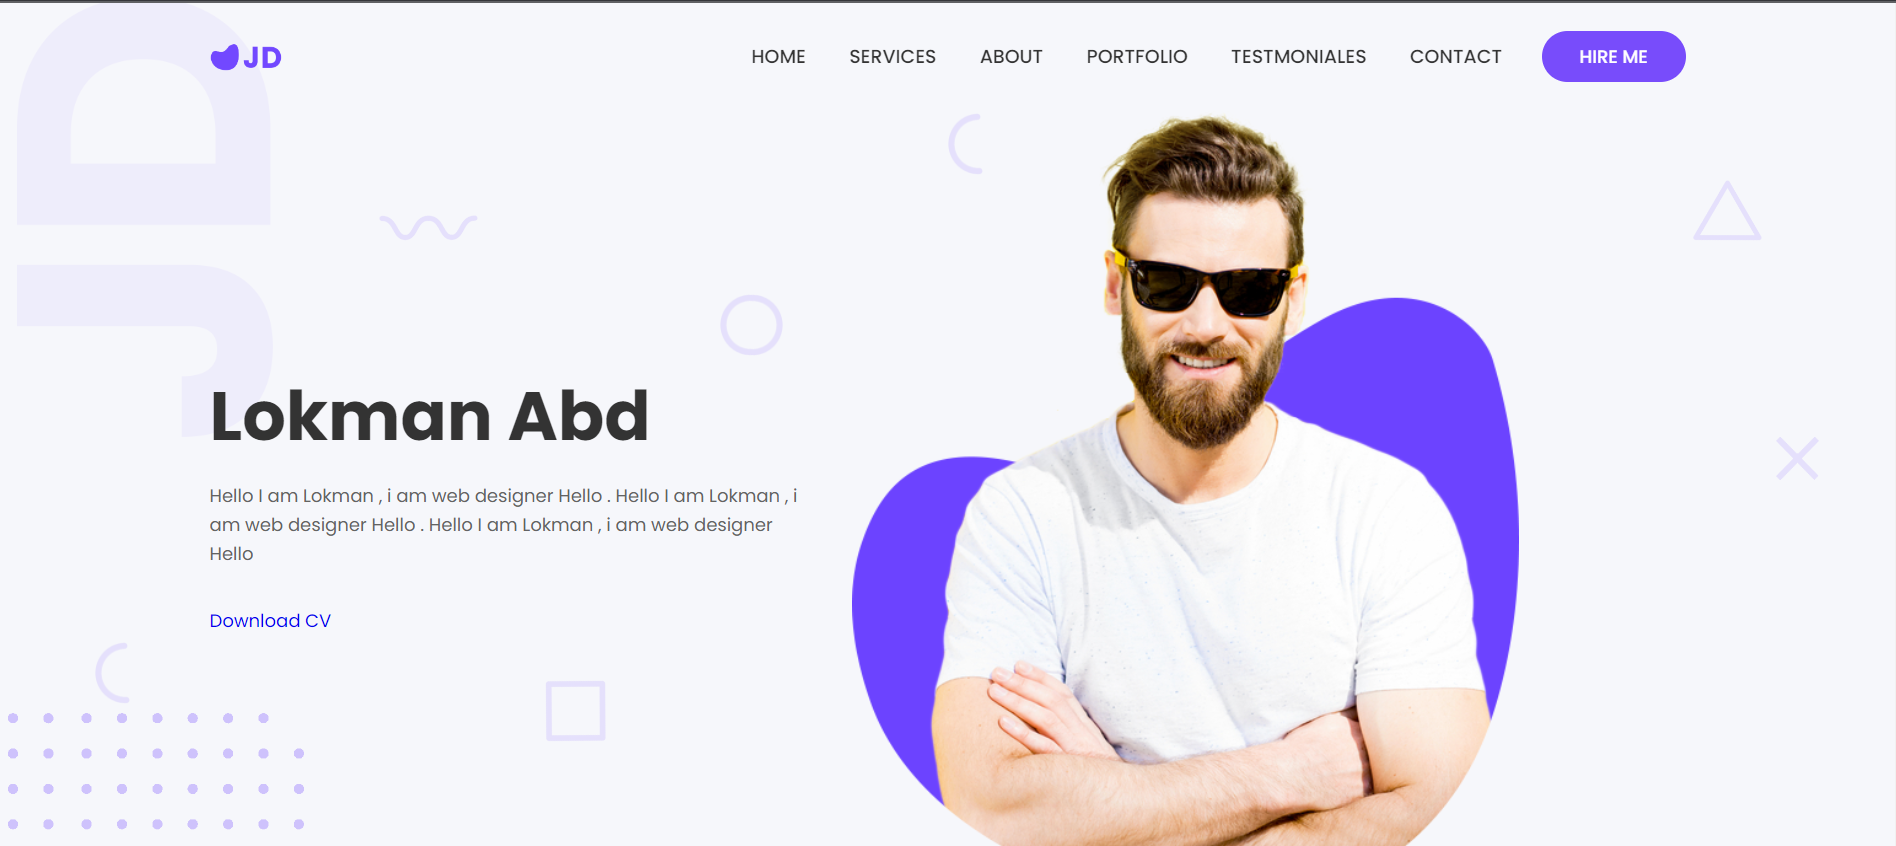 JD
JD
HOME SERVICES ABOUT PORTFOLIO TESTMONIALES CONTACT HIRE ME
Lokman Abd
Hello I am Lokman , i am web designer Hello . Hello I am Lokman , i
am web designer Hello . Hello I am Lokman , i am web designer
Hello
Download CV